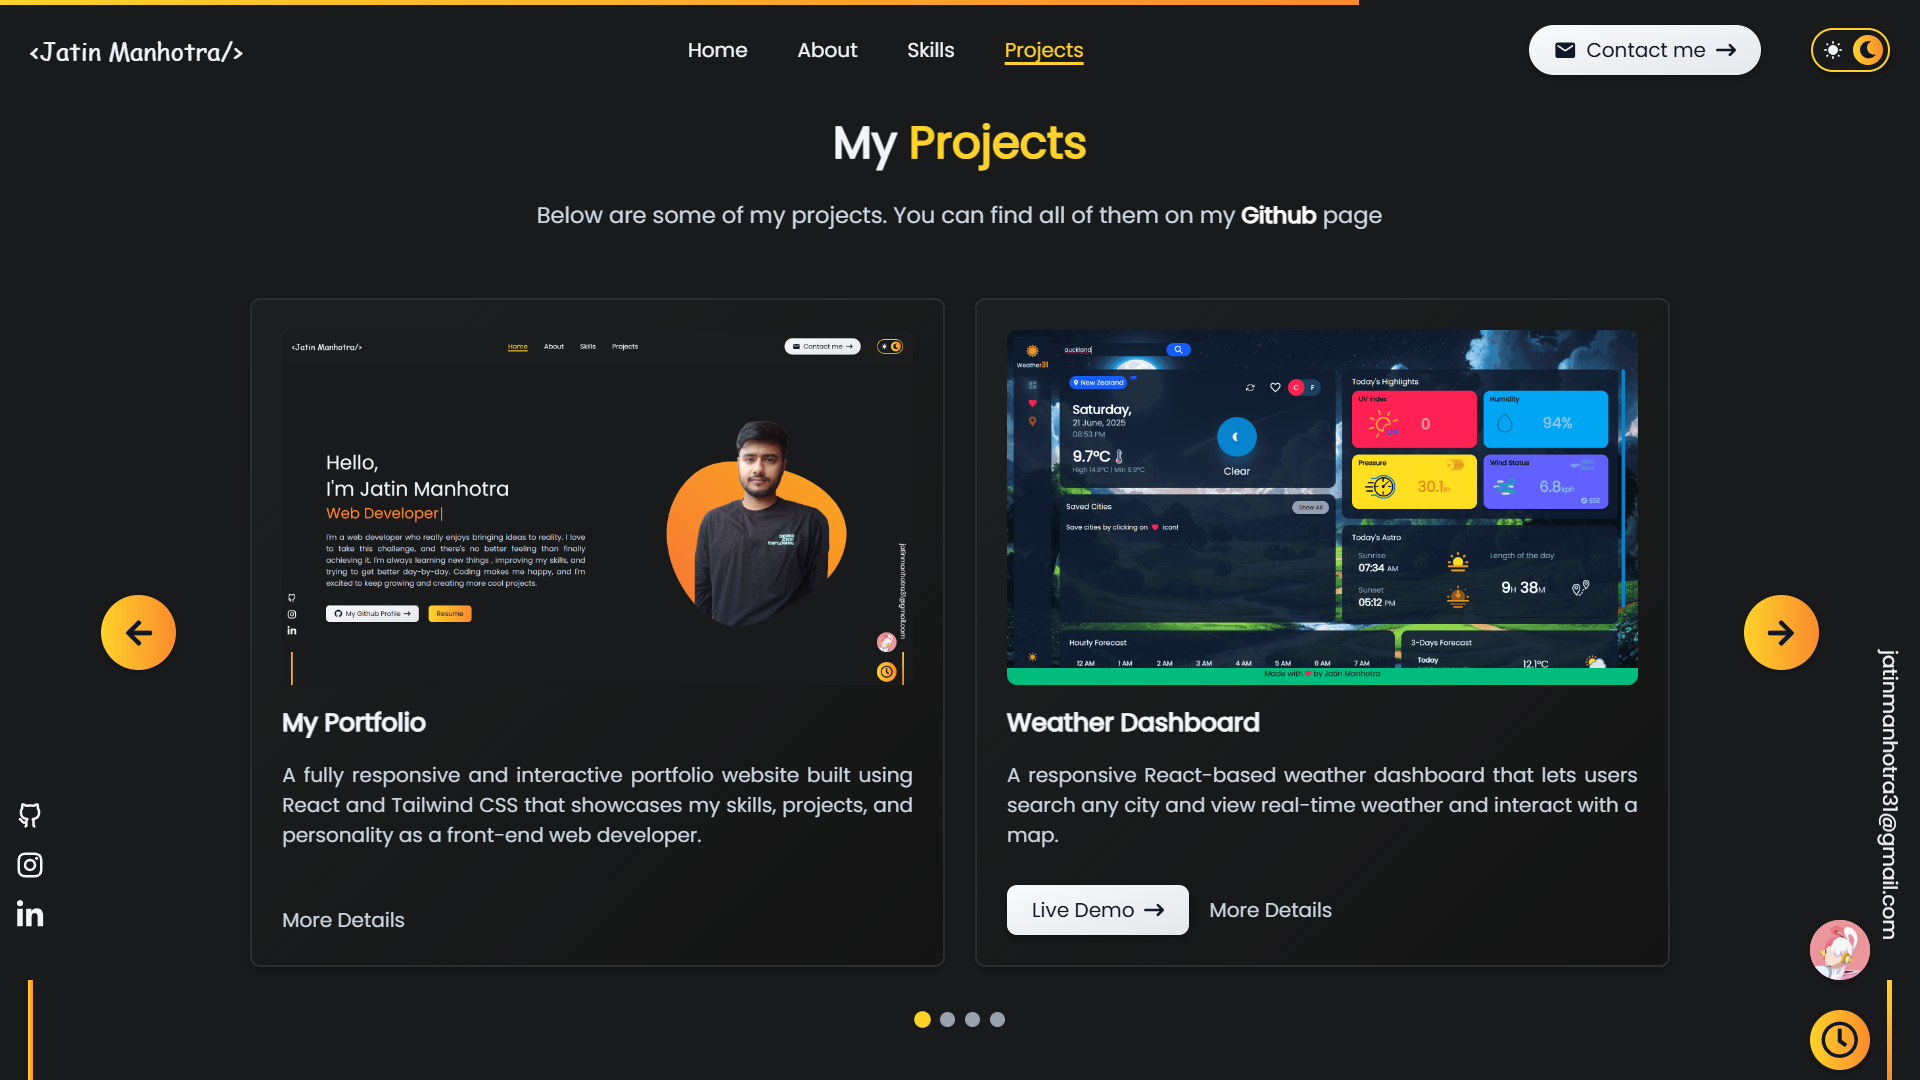 <Jatin Manhotra/>
Home
About
Skills
Projects
Contact me
My Projects
Below are some of my projects. You can find all of them on my Github page
<Jatin Manhotra/>
Home
About
Skills
Projects
Contact me
Hello,
I'm Jatin Manhotra
Web Developer|
I'm a web developer who really enjoys bringing ideas to reality. I love
to take this challenge, and there's no better feeling than finally
achieving it. I'm always learning new things , improving my skills, and
trying to get better day-by-day. Coding makes me happy, and I'm
excited to keep growing and creating more cool projects.
My Github Profile
Resume
jatinmanhotra31@gmail.com
My Portfolio
A fully responsive and interactive portfolio website built using
React and Tailwind CSS that showcases my skills, projects, and
personality as a front-end web developer.
More Details
Weather31
auckland
New Zealand
C F
Saturday,
21 June, 2025
08:53 PM
9.7°C
High 14.9°C | Min 9.9°C
Clear
Saved Cities
Show All
Save cities by clicking on icon!
Today's Highlights
UV Index
0
Humidity
94%
Pressure
30.1in
Wind Status
kph
6.8kph
SSE
Today's Astro
Sunrise
07:34 AM
Sunset
05:12 PM
Length of the day
9H 38M
Hourly Forecast
12 AM 1 AM 2 AM 3 AM 4 AM 5 AM 6 AM 7 AM
3-Days Forecast
Today
12.1°C
Made with by Jatin Manhotra
Weather Dashboard
A responsive React-based weather dashboard that lets users
search any city and view real-time weather and interact with a
map.
Live Demo
More Details
jatinmanhotra31@gmail.com